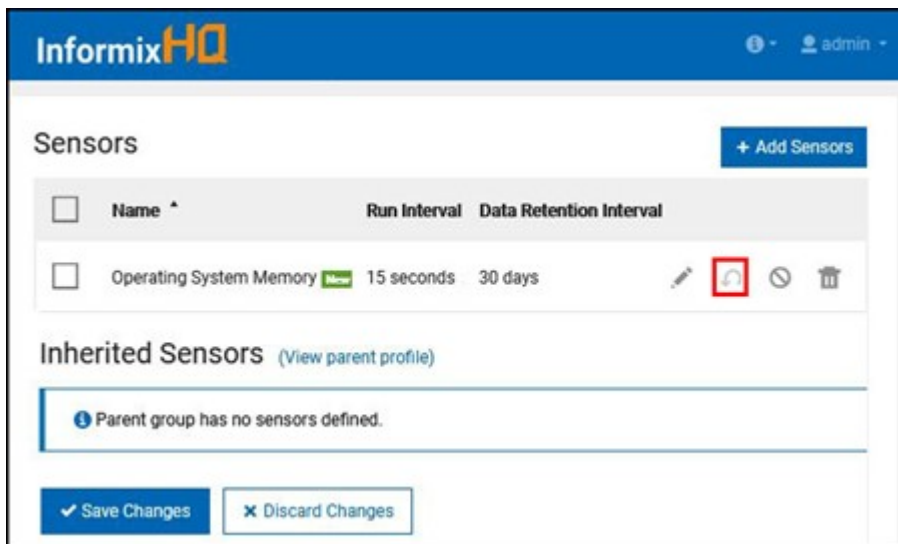 InformixHQ
admin
Sensors
+ Add Sensors
Name Run Interval Data Retention Interval
Operating System Memory New 15 seconds 30 days
Inherited Sensors (View parent profile)
Parent group has no sensors defined.
Save Changes
Discard Changes